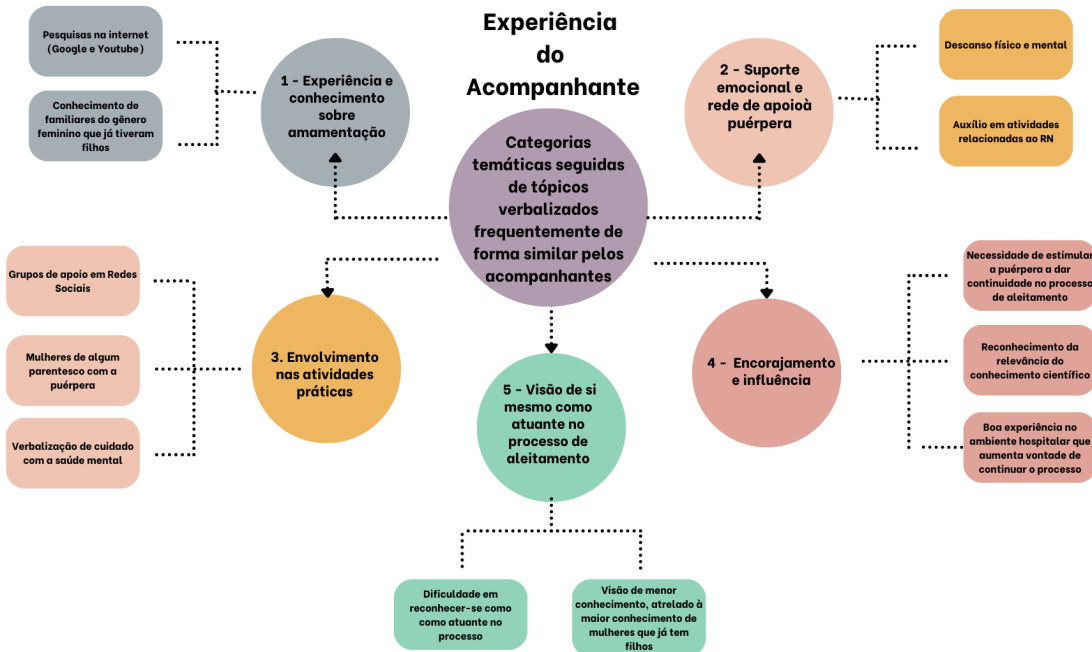 Experiência
do
Acompanhante
Categorias
temáticas seguidas
de tópicos
verbalizados
frequentemente de
forma similar pelos
acompanhantes
1 - Experiência e
conhecimento
sobre
amamentação
Pesquisas na internet
(Google e Youtube)
Conhecimento de
familiares do gênero
feminino que já tiveram
filhos
2 - Suporte
emocional e
rede de apoioà
puérpera
Descanso físico e mental
Auxílio em atividades
relacionadas ao RN
3. Envolvimento
nas atividades
práticas
Grupos de apoio em Redes
Sociais
Mulheres de algum
parentesco com a
puérpera
Verbalização de cuidado
com a saúde mental
4 - Encorajamento
e influência
Necessidade de estimular
a puérpera a dar
continuidade no processo
de aleitamento
Reconhecimento da
relevância do
conhecimento científico
Boa experiência no
ambiente hospitalar que
aumenta vontade de
continuar o processo
5 - Visão de si
mesmo como
atuante no
processo de
aleitamento
Dificuldade em
reconhecer-se como
como atuante no
processo
Visão de menor
conhecimento, atrelado à
maior conhecimento de
mulheres que já tem
filhos